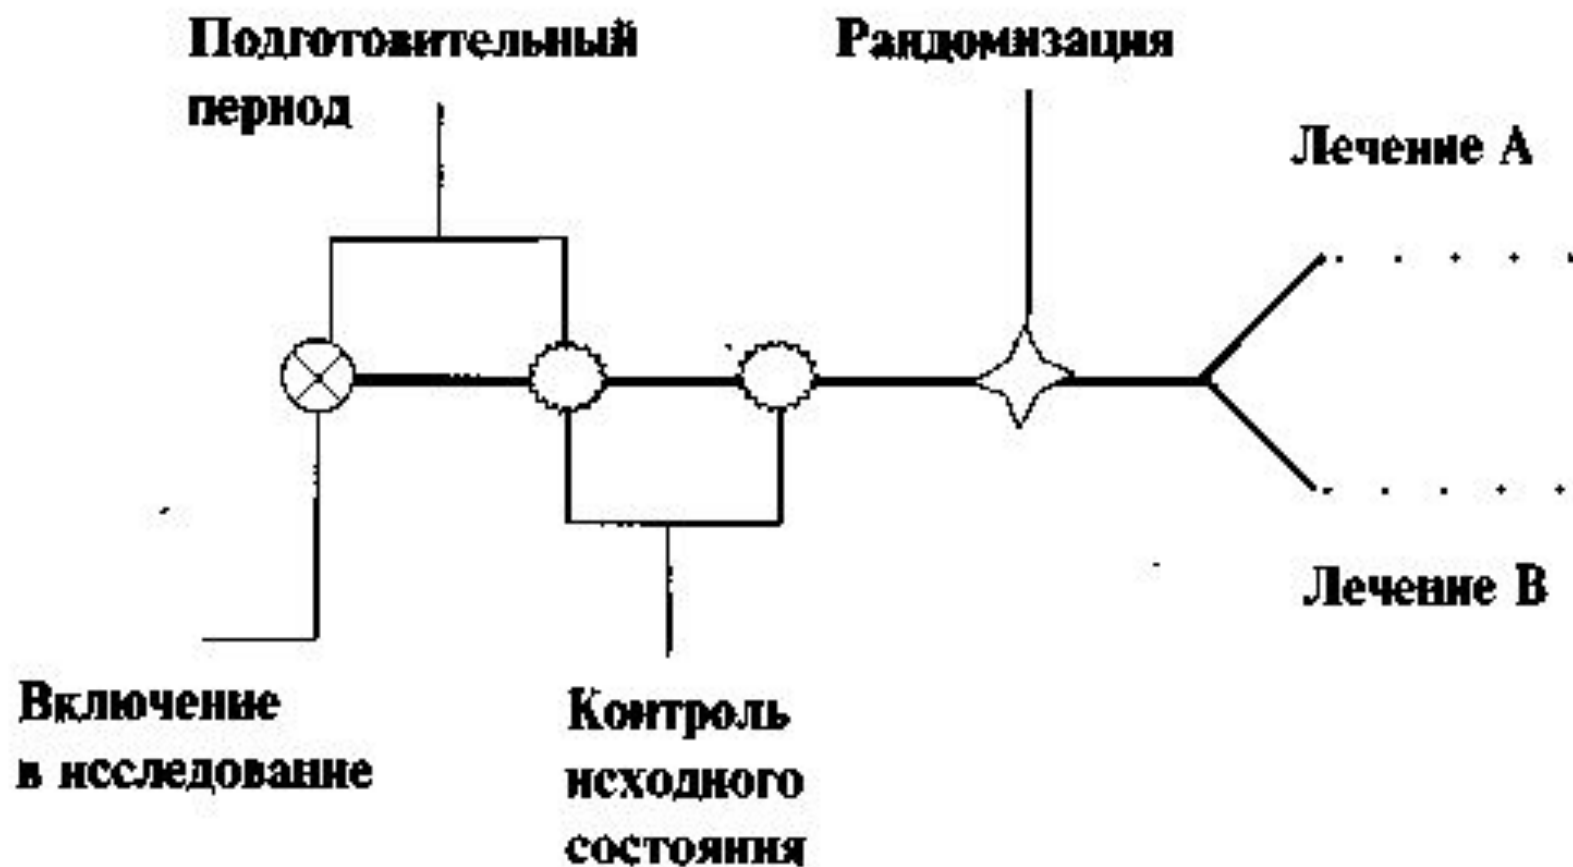 Подготовительный
период
Рандомизация
Лечение А
Лечение В
Включение
в исследование
Контроль
исходного
состояния